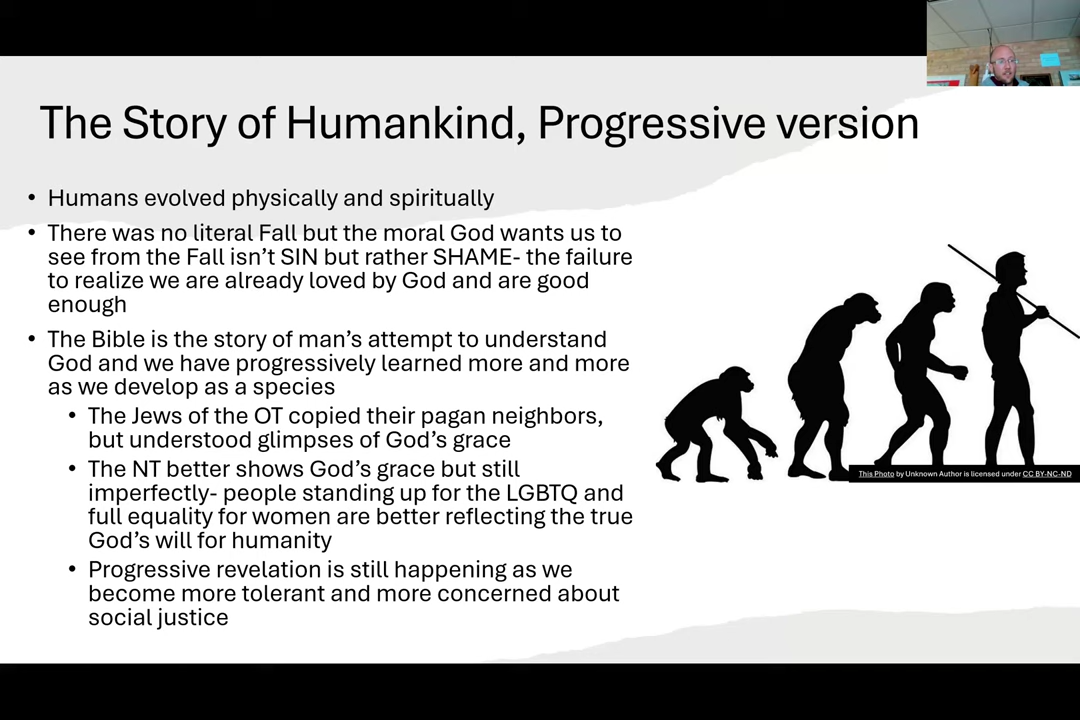 The Story of Humankind, Progressive version
• Humans evolved physically and spiritually
• There was no literal Fall but the moral God wants us to
see from the Fall isn't SIN but rather SHAME- the failure
to realize we are already loved by God and are good
enough
• The Bible is the story of man's attempt to understand
God and we have progressively learned more and more
as we develop as a species
• The Jews of the OT copied their pagan neighbors,
but understood glimpses of God's grace
• The NT better shows God's grace but still
imperfectly- people standing up for the LGBTQ and
full equality for women are better reflecting the true
God's will for humanity
• Progressive revelation is still happening as we
become more tolerant and more concerned about
social justice
This Photo by Unknown Author is licensed under CC BY-NC-ND